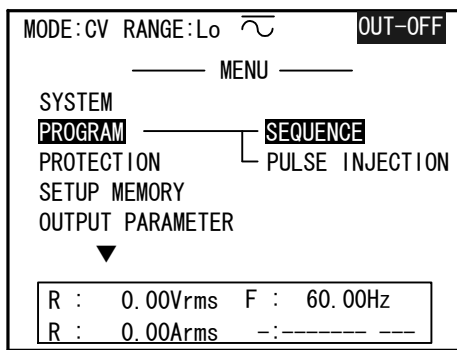 MODE:CV RANGE:Lo OUT-OFF
MENU
SYSTEM
PROGRAM SEQUENCE
PROTECTION PULSE INJECTION
SETUP MEMORY
OUTPUT PARAMETER
▼
R : 0.00Vrms F : 60.00Hz
R : 0.00Arms -:------- ---